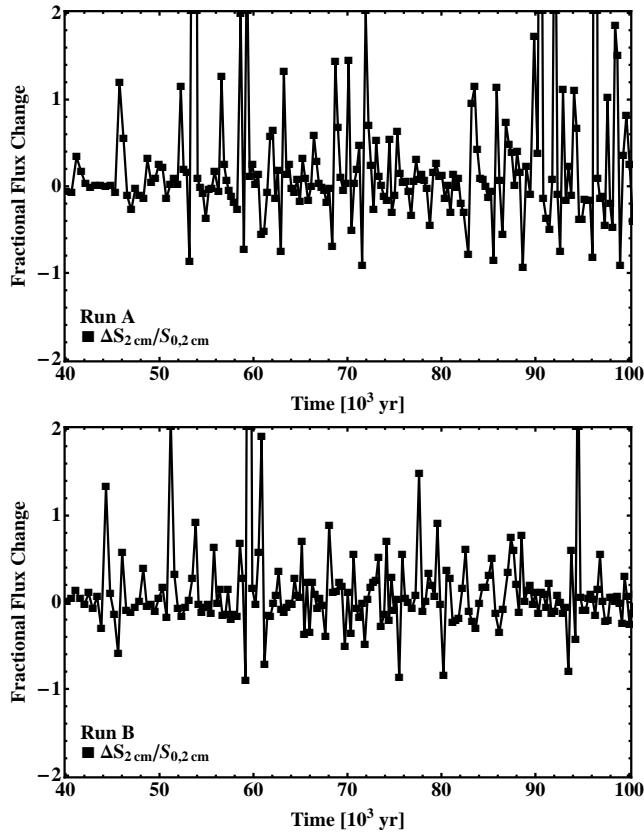 2
1
0
−1
−2
Fractional Flux Change
Run A
■ ΔS₂ cm/S₀,₂ cm
40 50 60 70 80 90 100
Time [10³ yr]
2
1
0
−1
−2
Fractional Flux Change
Run B
■ ΔS₂ cm/S₀,₂ cm
40 50 60 70 80 90 100
Time [10³ yr]